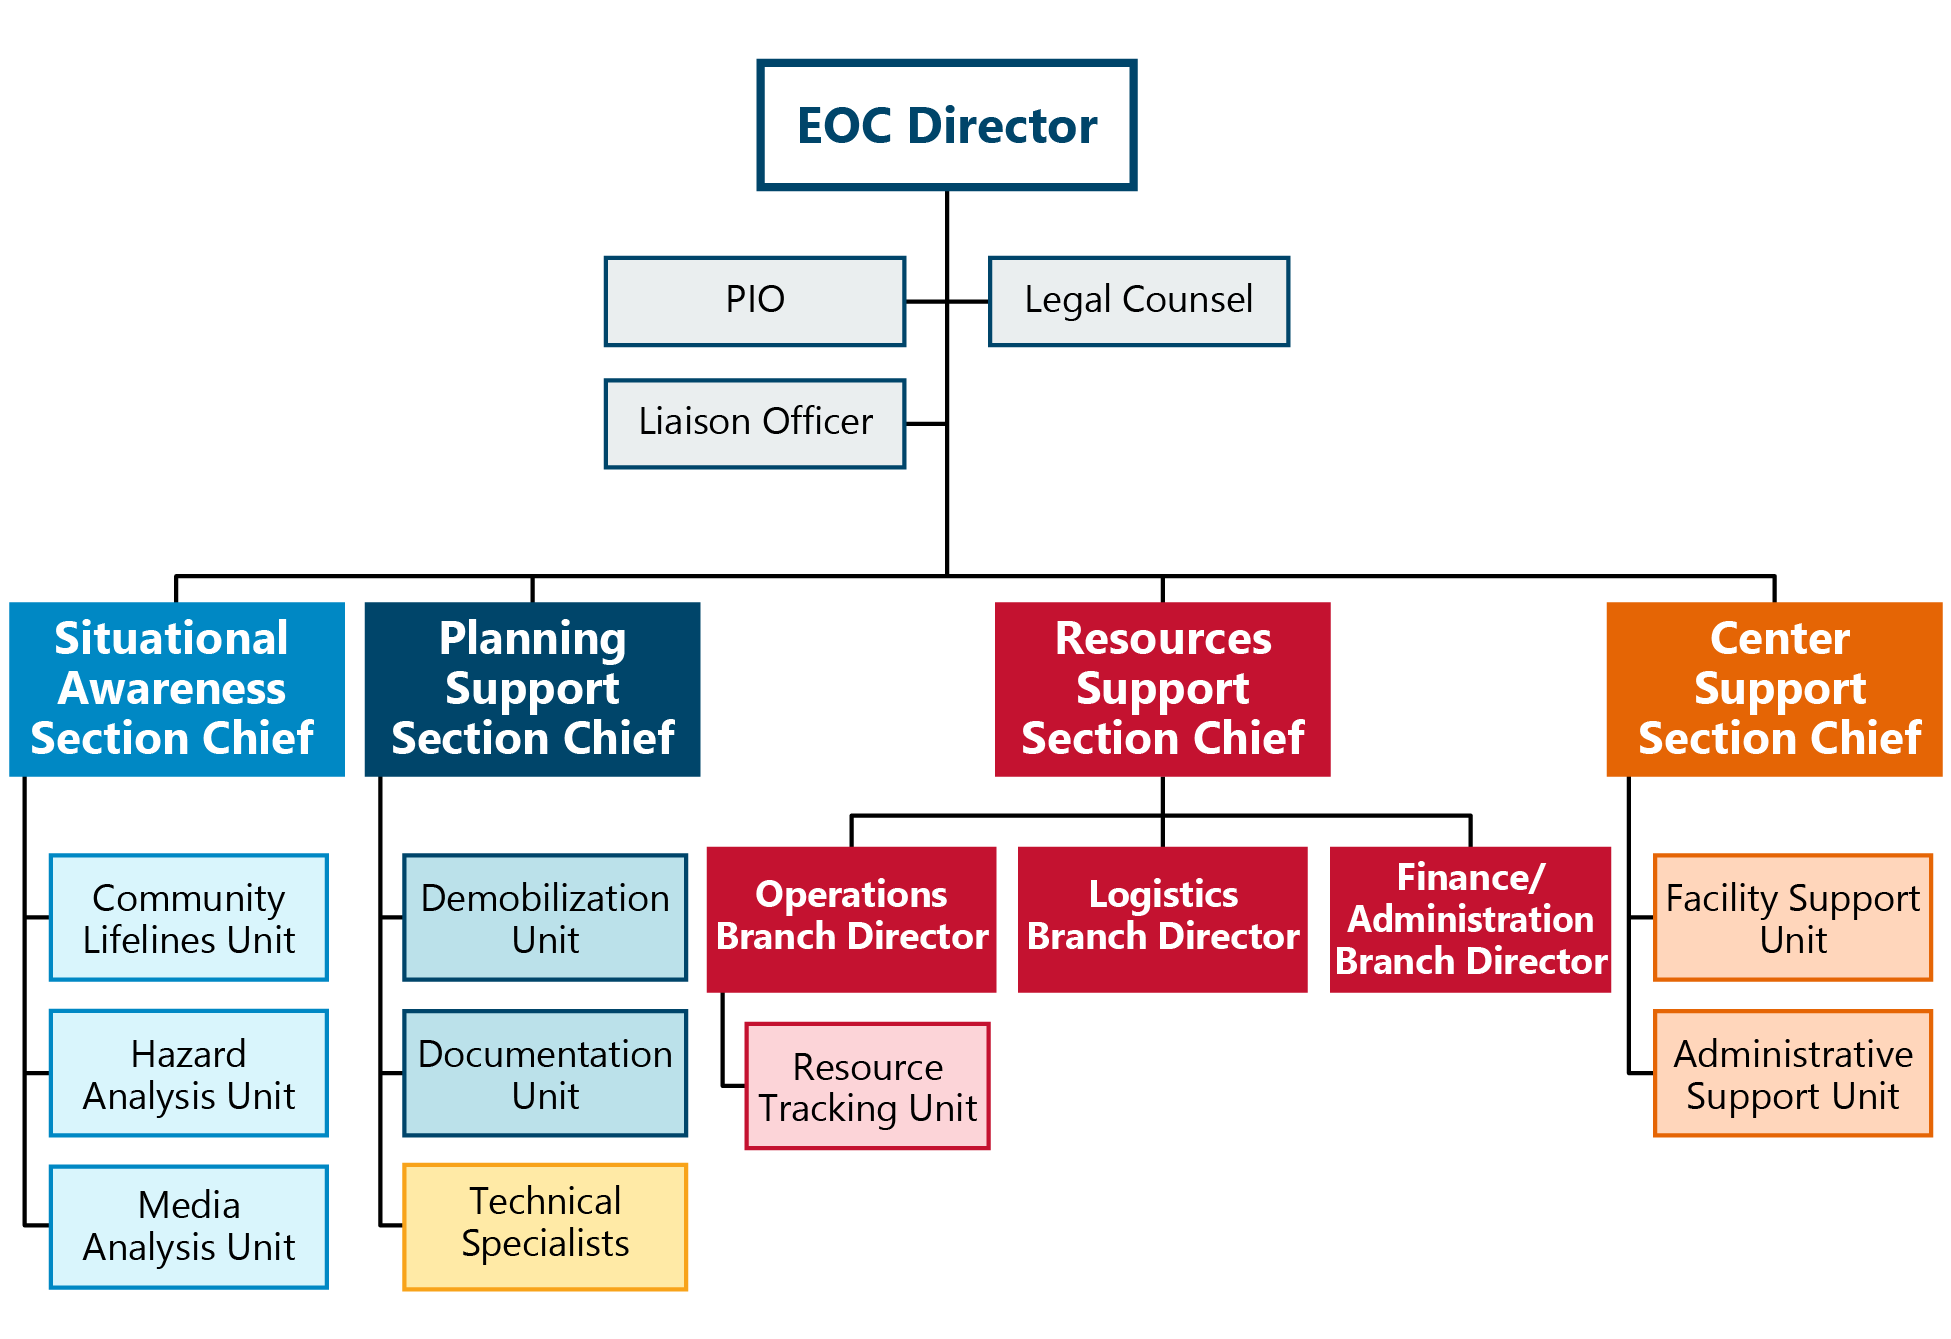 EOC Director
PIO
Legal Counsel
Liaison Officer
Situational
Awareness
Section Chief
Planning
Support
Section Chief
Resources
Support
Section Chief
Center
Support
Section Chief
Community
Lifelines Unit
Hazard
Analysis Unit
Media
Analysis Unit
Demobilization
Unit
Documentation
Unit
Technical
Specialists
Operations
Branch Director
Resource
Tracking Unit
Logistics
Branch Director
Finance/
Administration
Branch Director
Facility Support
Unit
Administrative
Support Unit